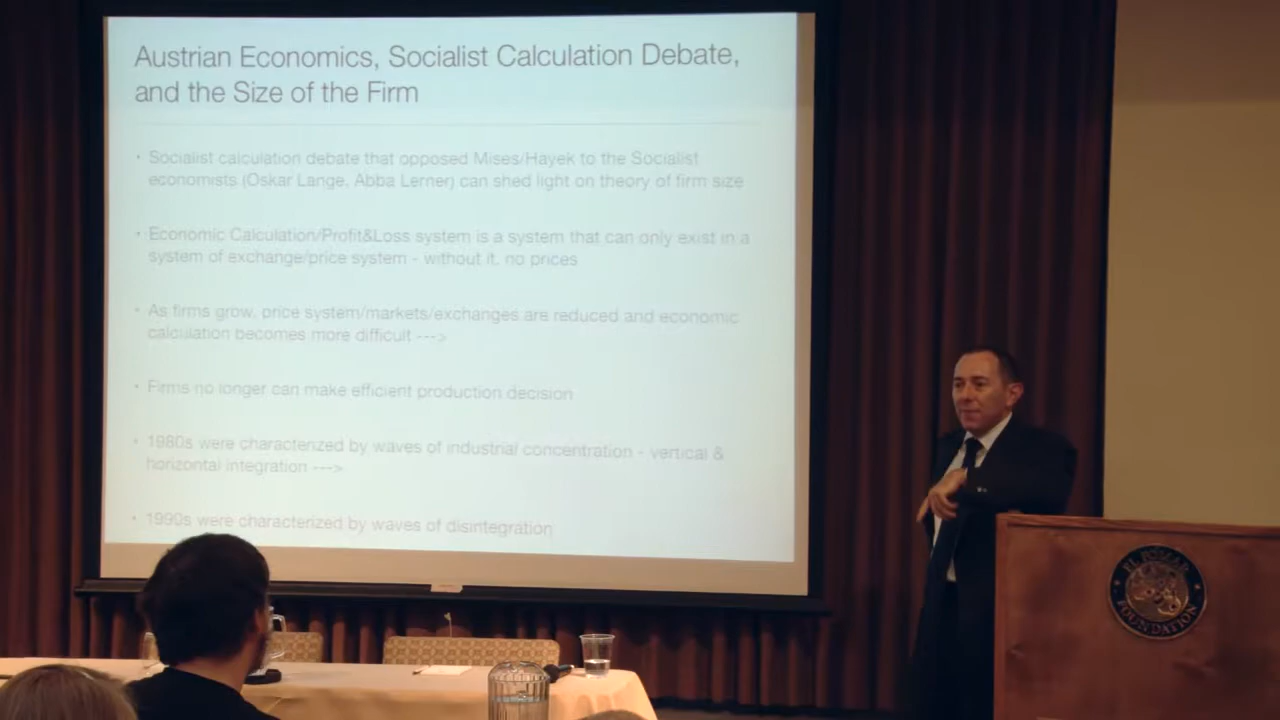 Austrian Economics, Socialist Calculation Debate,
and the Size of the Firm
· Socialist calculation debate that opposed Mises/Hayek to the Socialist
economists (Oskar Lange, Abba Lerner) can shed light on theory of firm size
· Economic Calculation/Profit&Loss system is a system that can only exist in a
system of exchange/price system - without it, no prices
· As firms grow, price system/markets/exchanges are reduced and economic
calculation becomes more difficult --->
· Firms no longer can make efficient production decision
· 1980s were characterized by waves of industrial concentration - vertical &
horizontal integration --->
· 1990s were characterized by waves of disintegration
EL POMAR
FOUNDATION